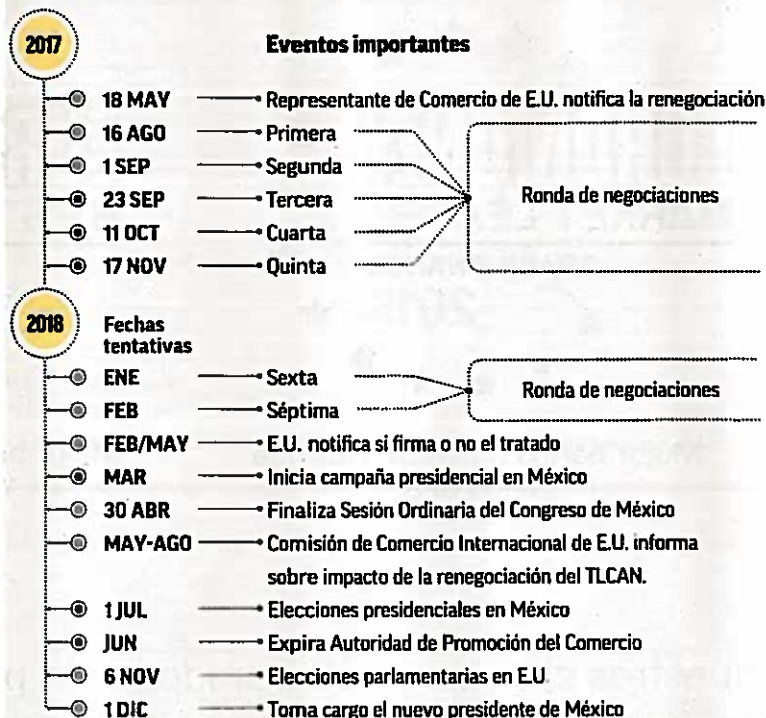 2017
Eventos importantes
18 MAY Representante de Comercio de E.U. notifica la renegociación
16 AGO Primera
1 SEP Segunda
23 SEP Tercera
11 OCT Cuarta
17 NOV Quinta
Ronda de negociaciones
2018
Fechas
tentativas
ENE Sexta
FEB Séptima
Ronda de negociaciones
FEB/MAY E.U. notifica si firma o no el tratado
MAR Inicia campaña presidencial en México
30 ABR Finaliza Sesión Ordinaria del Congreso de México
MAY-AGO Comisión de Comercio Internacional de E.U. informa
sobre impacto de la renegociación del TLCAN.
1 JUL Elecciones presidenciales en México
JUN Expira Autoridad de Promoción del Comercio
6 NOV Elecciones parlamentarias en E.U.
1 DIC Toma cargo el nuevo presidente de México